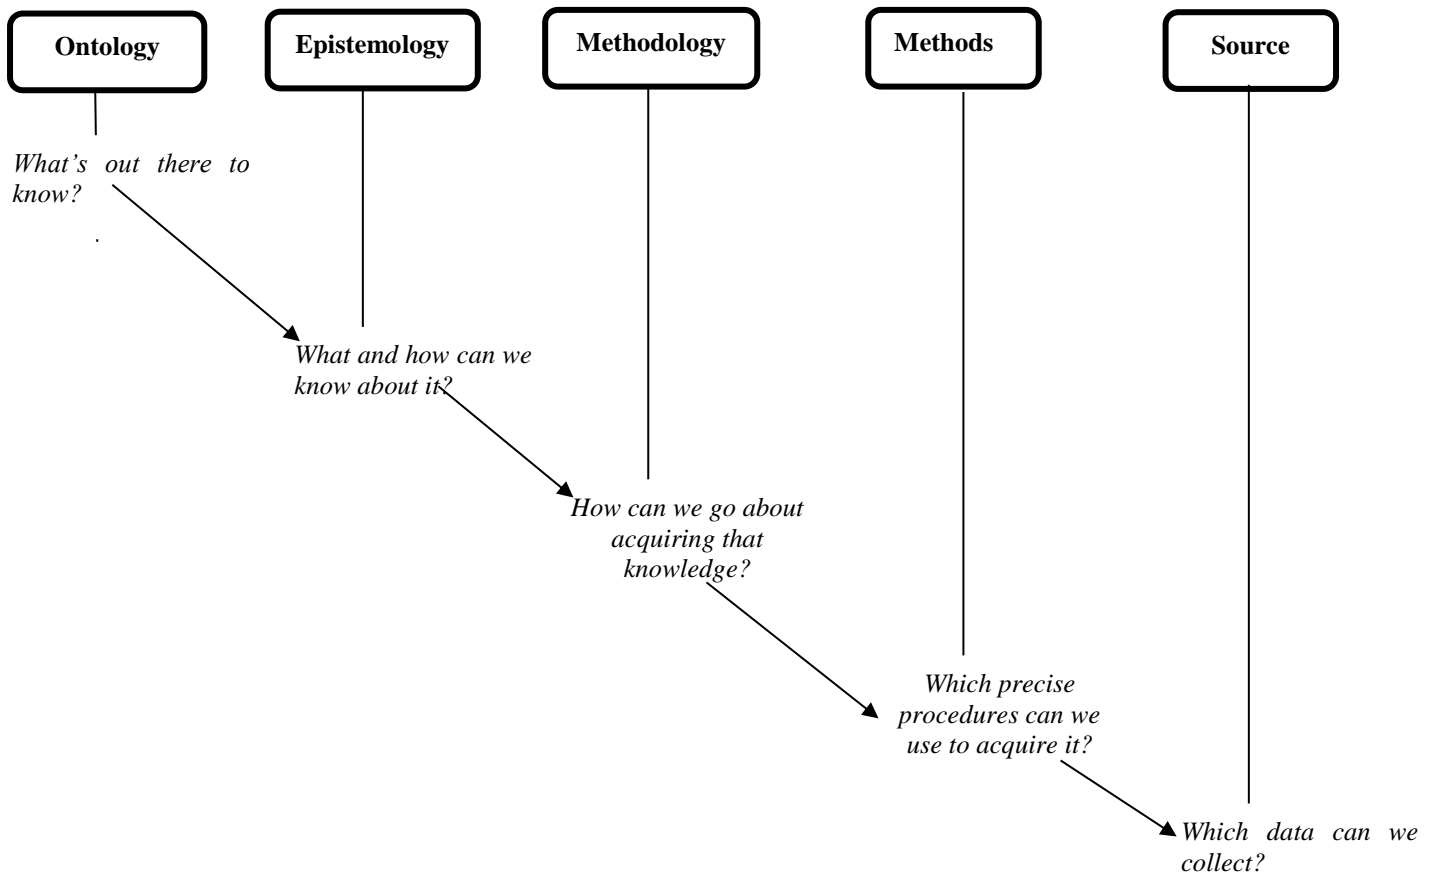 Ontology
Epistemology
Methodology
Methods
Source
What’s out there to
know?
.
What and how can we
know about it?
How can we go about
acquiring that
knowledge?
Which precise
procedures can we
use to acquire it?
Which data can we
collect?